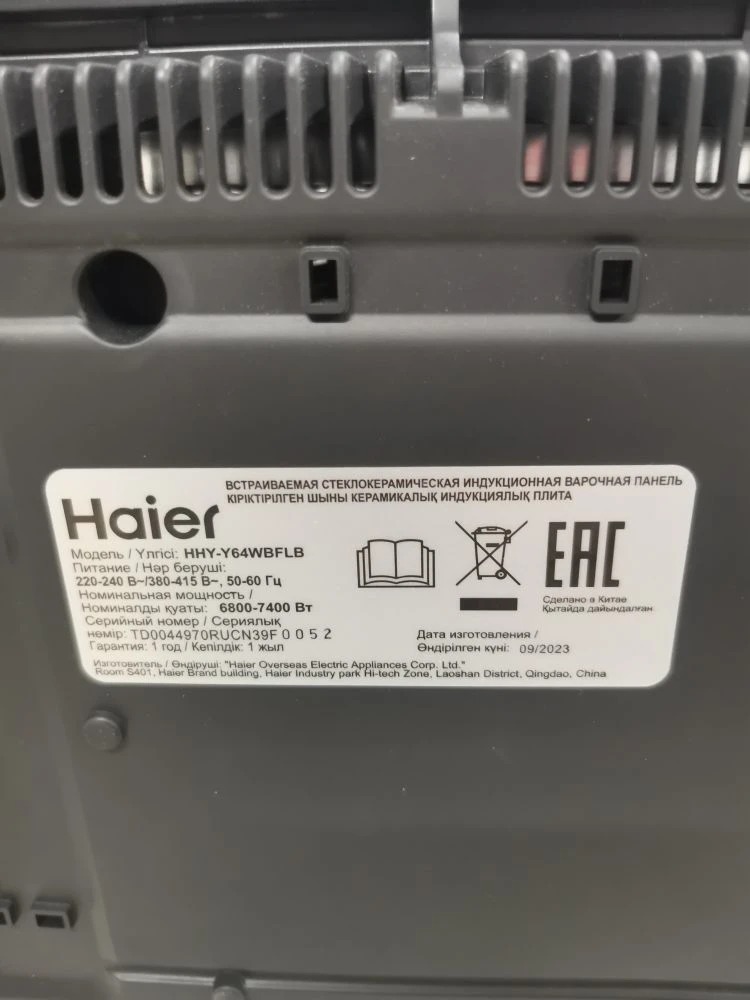 Haier
ВСТРАИВАЕМАЯ СТЕКЛОКЕРАМИЧЕСКАЯ ИНДУКЦИОННАЯ ВАРОЧНАЯ ПАНЕЛЬ
КІРІКТІРІЛГЕН ШЫНЫ КЕРАМИКАЛЫҚ ИНДУКЦИЯЛЫҚ ПЛИТА
Модель / Үлгісі: HHY-Y64WBFLB
Питание / Нәр беруші:
220-240 В~/380-415 В~, 50-60 Гц
Номинальная мощность /
Номиналды қуаты: 6800-7400 Вт
Серийный номер / Сериялық
нөмір: TD0044970RUCN39F0052
Гарантия: 1 год / Кепілдік: 1 жыл
EAC
Сделано в Китае
Қытайда дайындалған
Дата изготовления /
Өндірілген күні: 09/2023
Изготовитель / Өндіруші: "Haier Overseas Electric Appliances Corp. Ltd."
Room S401, Haier Brand building, Haier Industry park Hi-tech Zone, Laoshan District, Qingdao, China